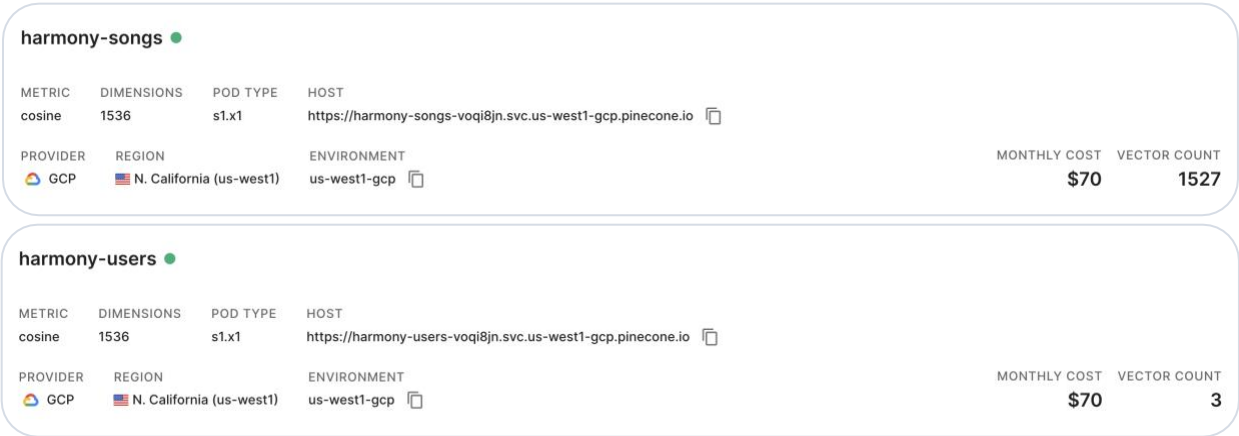 harmony-songs
METRIC DIMENSIONS POD TYPE HOST
cosine 1536 s1.x1 https://harmony-songs-voqi8jn.svc.us-west1-gcp.pinecone.io
PROVIDER REGION ENVIRONMENT MONTHLY COST VECTOR COUNT
GCP N. California (us-west1) us-west1-gcp $70 1527
harmony-users
METRIC DIMENSIONS POD TYPE HOST
cosine 1536 s1.x1 https://harmony-users-voqi8jn.svc.us-west1-gcp.pinecone.io
PROVIDER REGION ENVIRONMENT MONTHLY COST VECTOR COUNT
GCP N. California (us-west1) us-west1-gcp $70 3